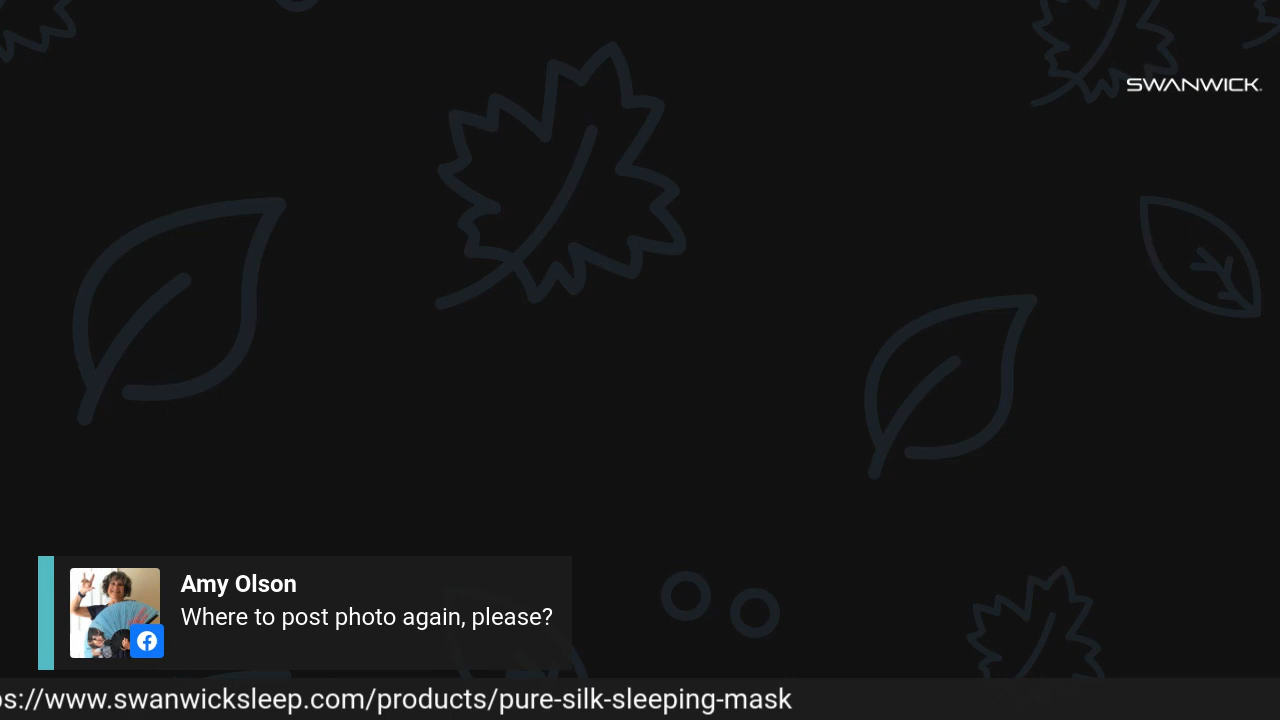 SWANWICK
Amy Olson
Where to post photo again, please?
ps://www.swanwicksleep.com/products/pure-silk-sleeping-mask